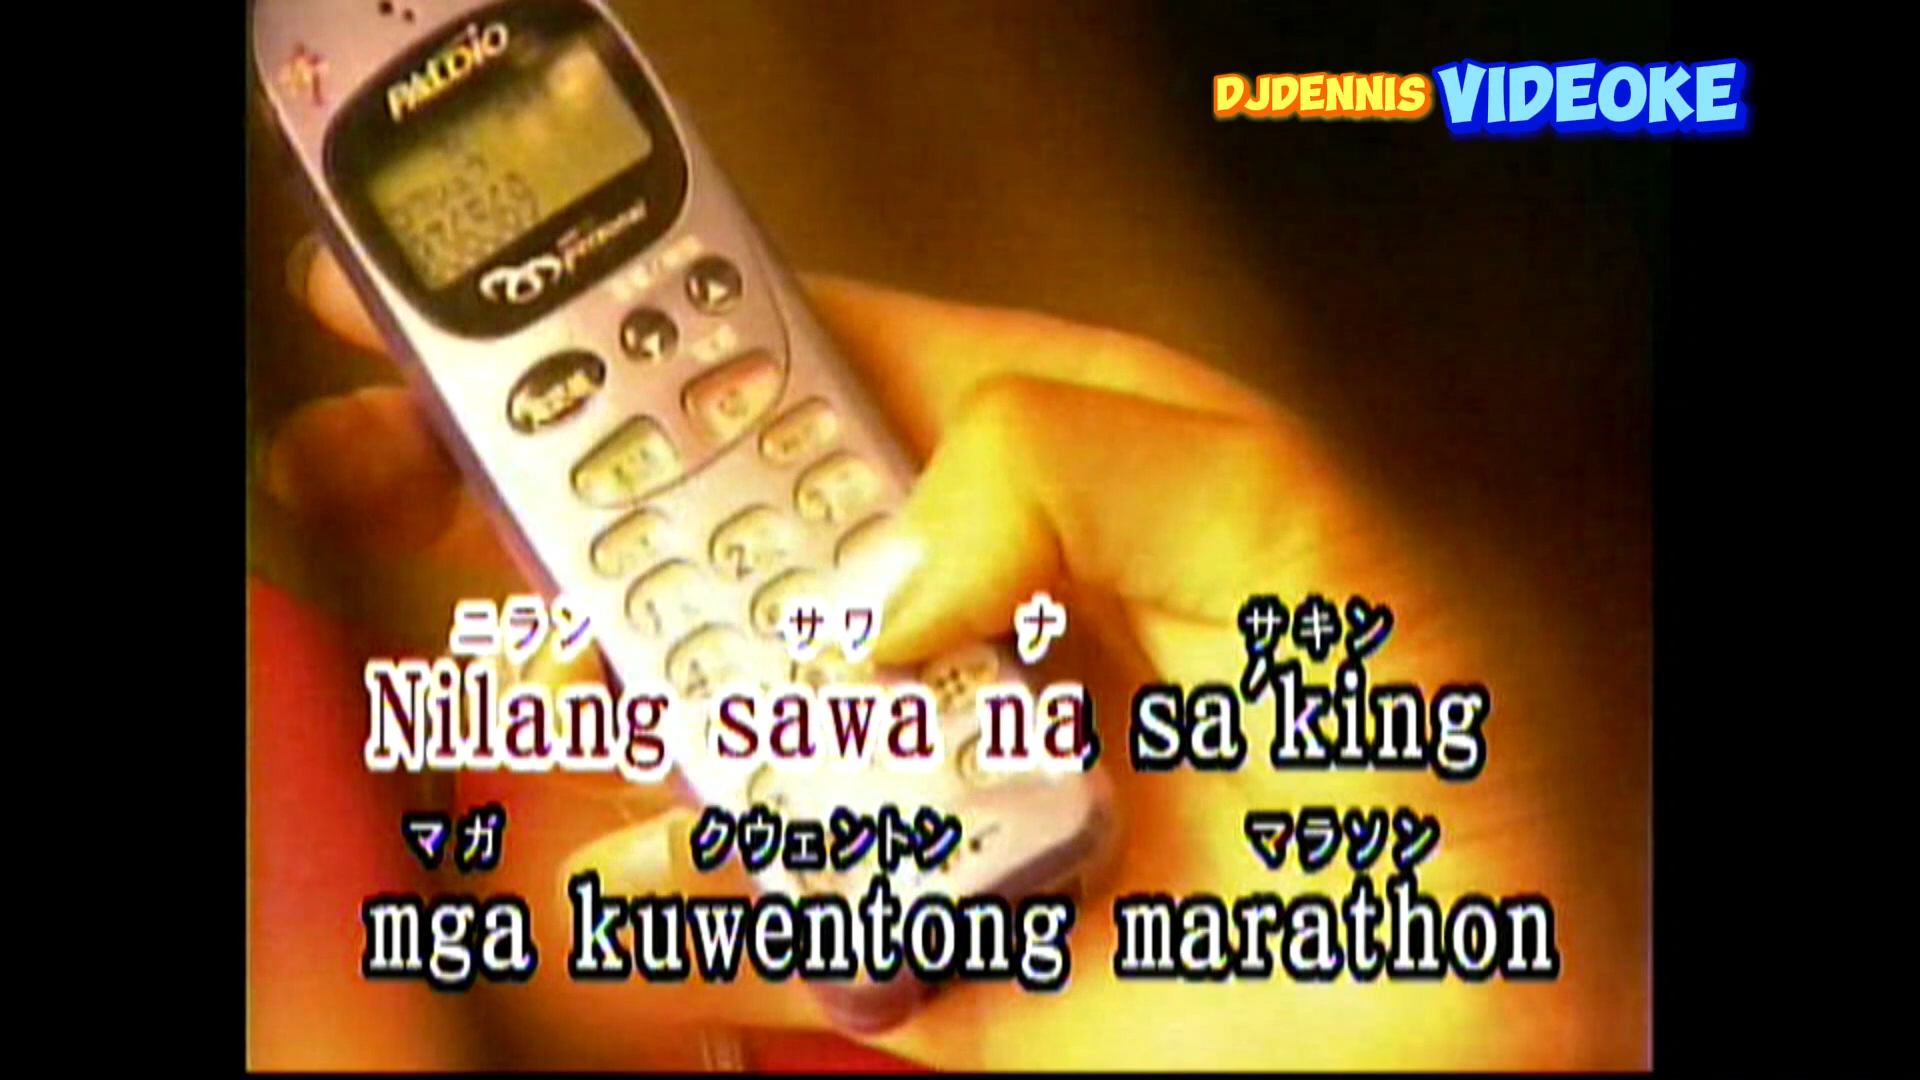 PALDIO
DJDENNIS VIDEOKE
ニラン サワ ナ サキン
Nilang sawa na sa'king
マガ クウェントン マラソン
mga kuwentong marathon